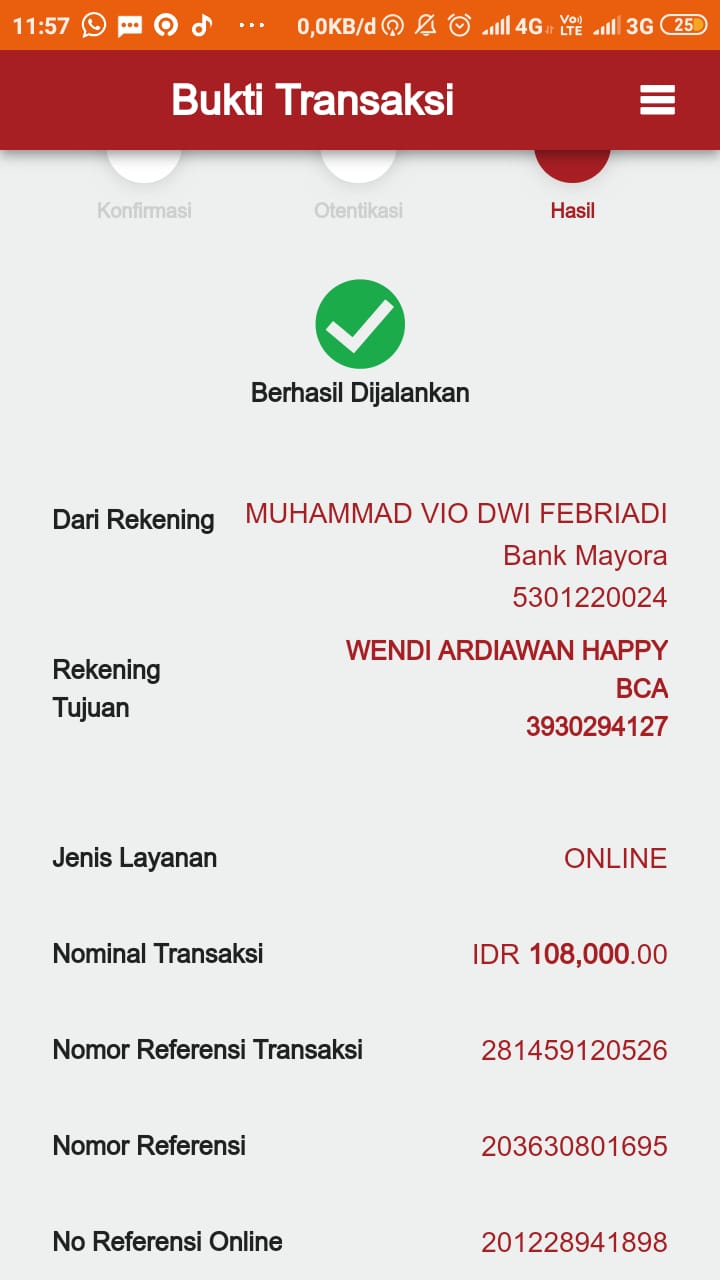 11:57 ... 0,0KB/d 4G VoLTE 3G 25
Bukti Transaksi
Konfirmasi Otentikasi Hasil
Berhasil Dijalankan
Dari Rekening MUHAMMAD VIO DWI FEBRIADI
Bank Mayora
5301220024
Rekening Tujuan WENDI ARDIAWAN HAPPY
BCA
3930294127
Jenis Layanan ONLINE
Nominal Transaksi IDR 108,000.00
Nomor Referensi Transaksi 281459120526
Nomor Referensi 203630801695
No Referensi Online 201228941898